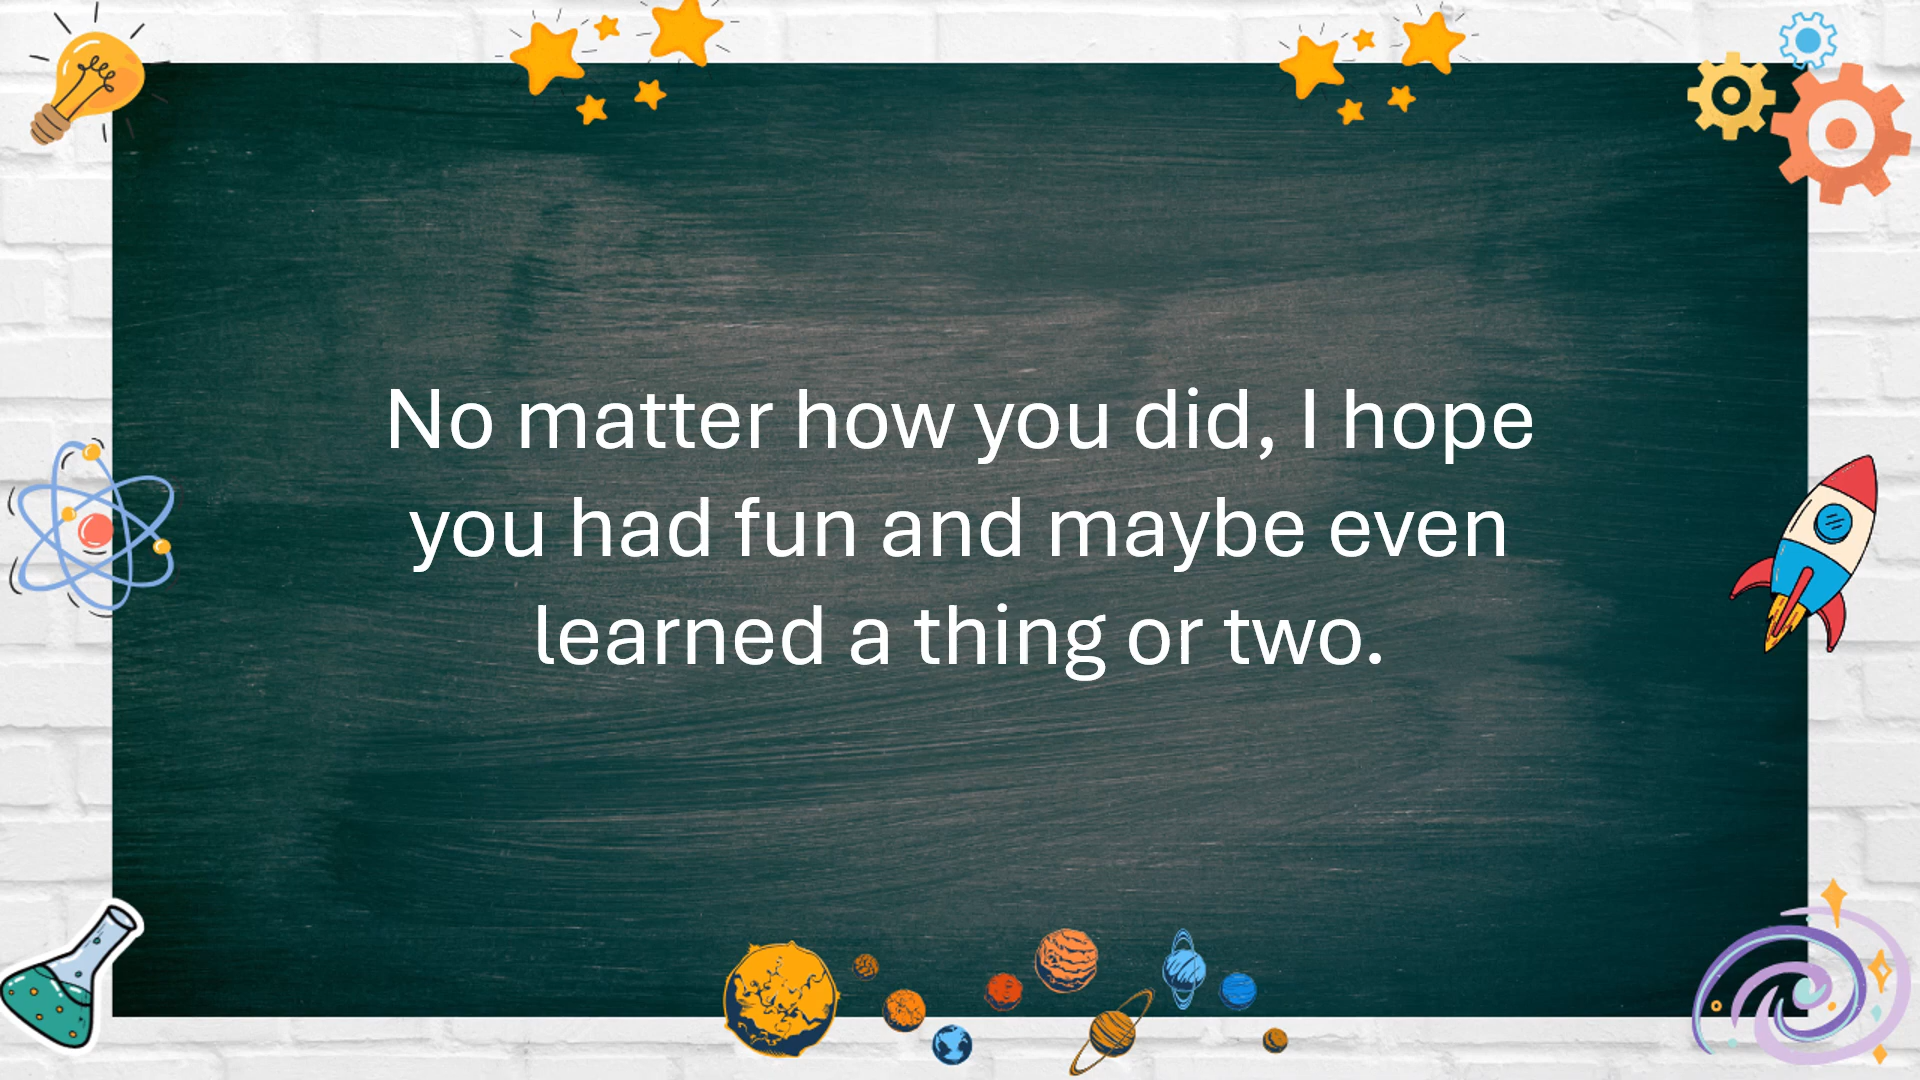 No matter how you did, I hope
you had fun and maybe even
learned a thing or two.